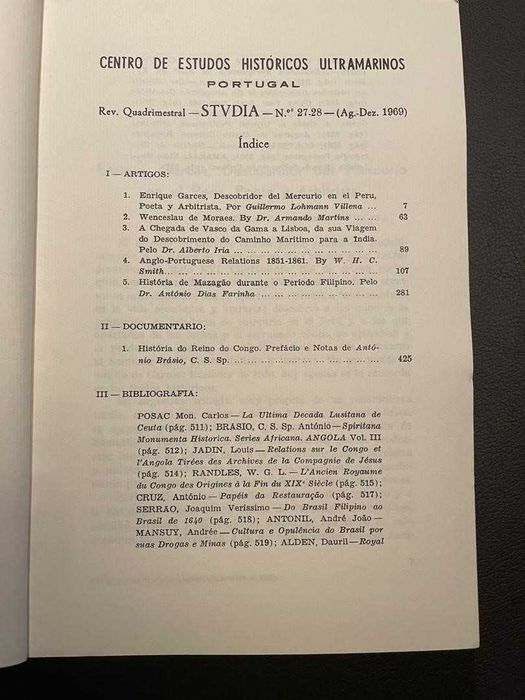 CENTRO DE ESTUDOS HISTÓRICOS ULTRAMARINOS
PORTUGAL
Rev. Quadrimestral — STVDIA — N.os 27-28 — (Ag.-Dez. 1969)
Índice
I — ARTIGOS:
1. Enrique Garces, Descobridor del Mercurio en el Peru,
Poeta y Arbitrista. Por Guillermo Lohmann Villena ... 7
2. Wenceslau de Moraes. By Dr. Armando Martins ... ... 63
3. A Chegada de Vasco da Gama a Lisboa, da sua Viagem
do Descobrimento do Caminho Marítimo para a Índia.
Pelo Dr. Alberto Iria ... ... ... ... ... ... ... ... ... 89
4. Anglo-Portuguese Relations 1851-1861. By W. H. C.
Smith... ... ... ... ... ... ... ... ... ... ... ... ... 107
5. História de Mazagão durante o Período Filipino. Pelo
Dr. António Dias Farinha ... ... ... ... ... ... ... ... 281
II — DOCUMENTARIO:
1. História do Reino do Congo. Prefácio e Notas de Antó-
nio Brásio, C. S. Sp. ... ... ... ... ... ... ... ... ... 425
III — BIBLIOGRAFIA:
POSAC Mon. Carlos — La Ultima Decada Lusitana de
Ceuta (pág. 511); BRÁSIO, C. S. Sp. António — Spiritana
Monumenta Historica. Series Africana. ANGOLA Vol. III
(pág. 512); JADIN, Louis — Relations sur le Congo et
l'Angola Tirées des Archives de la Compagnie de Jésus
(pág. 514); RANDLES, W. G. L. — L'Ancien Royaume
du Congo des Origines à la Fin du XIXe Siècle (pág. 515);
CRUZ, António — Papéis da Restauração (pág. 517);
SERRÃO, Joaquim Veríssimo — Do Brasil Filipino ao
Brasil de 1640 (pág. 518); ANTONIL, André João —
MANSUY, Andrée — Cultura e Opulência do Brasil por
suas Drogas e Minas (pág. 519); ALDEN, Dauril — Royal